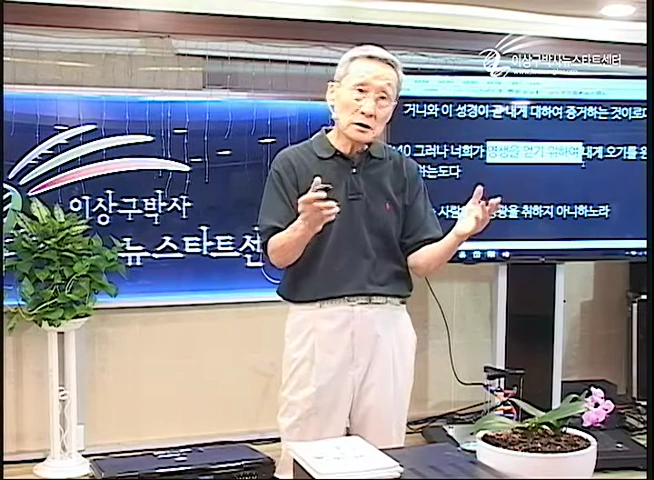 이상구박사뉴스타트센터
거니와 이 성경이 곧 내게 대하여 증거하는 것이로다
40 그러나 너희가 영생을 얻기 위하여 내게 오기를 원
하는도다
사람 영광을 취하지 아니하노라
이상구박사
뉴스타트센